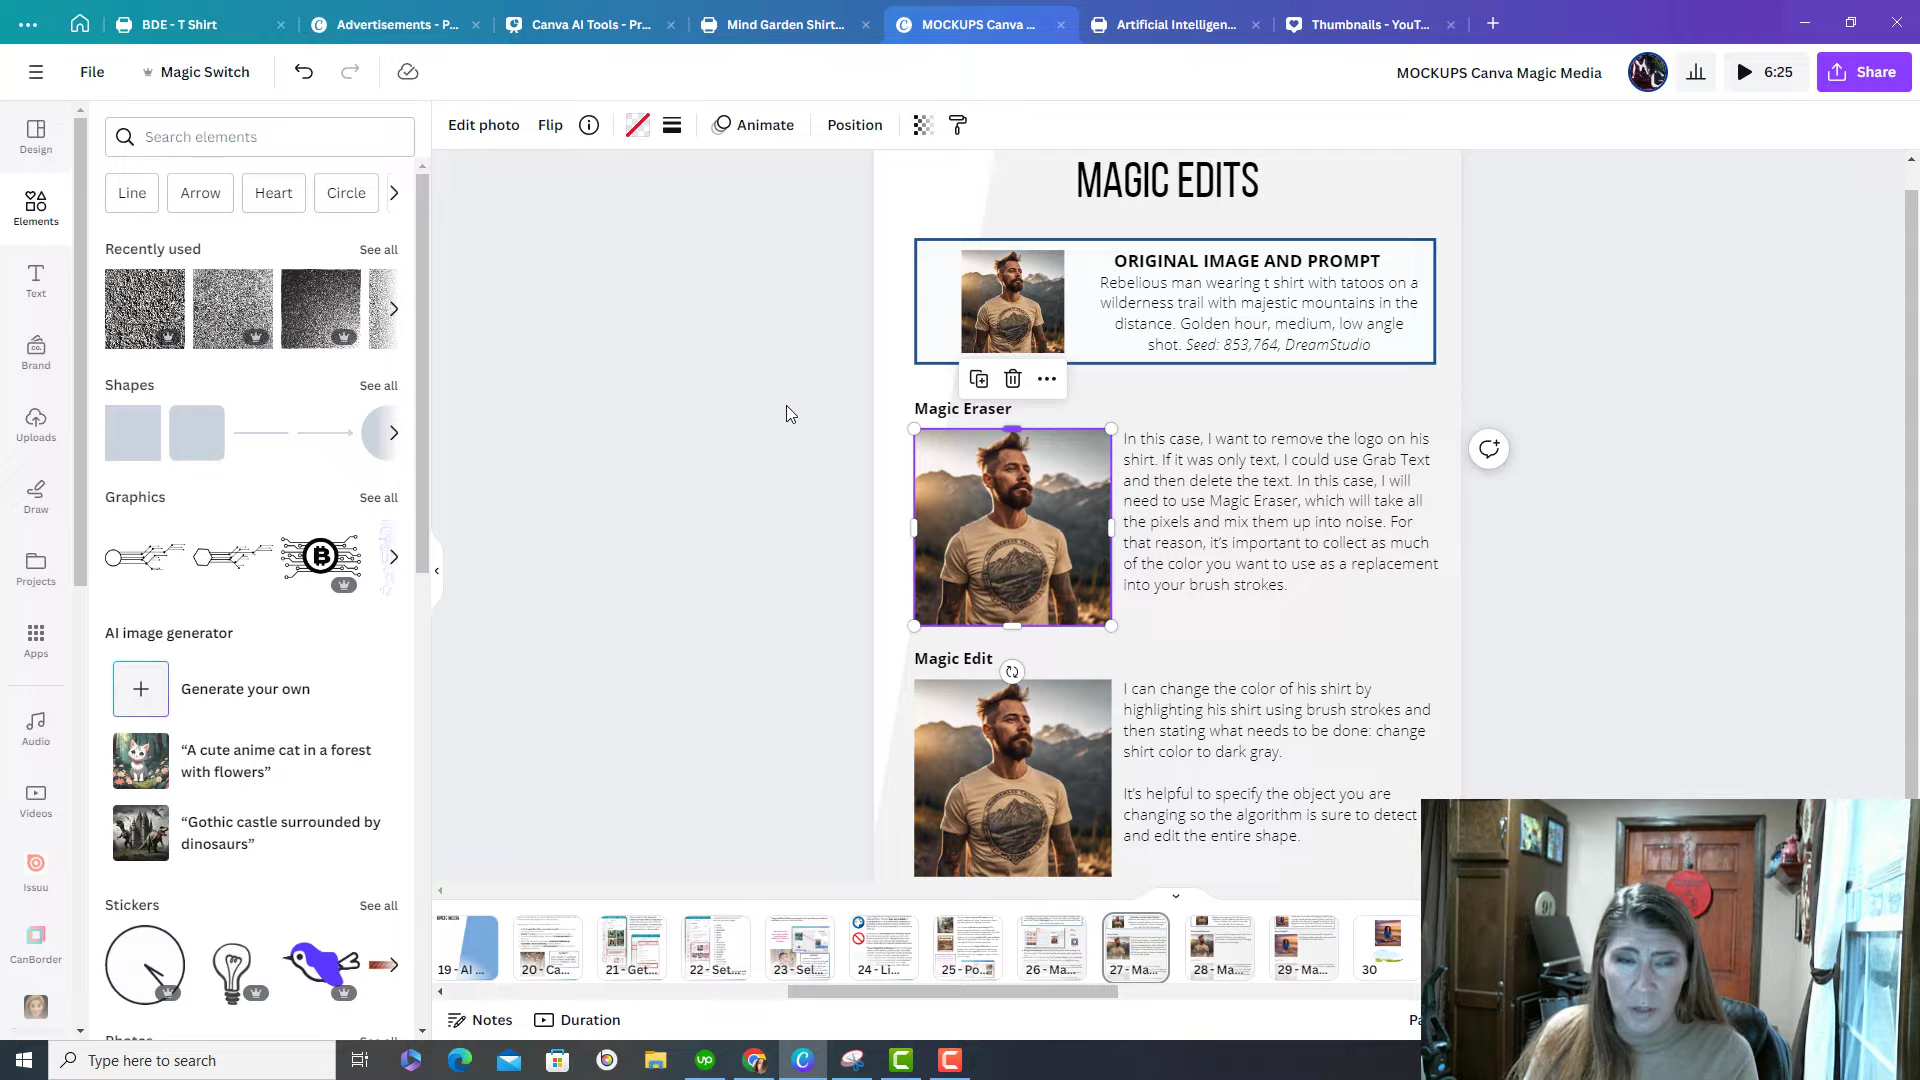 BDE - T Shirt
Advertisements - P...
Canva AI Tools - Pr...
Mind Garden Shirt...
MOCKUPS Canva ...
Artificial Intelligen...
Thumbnails - YouT...
File
Magic Switch
MOCKUPS Canva Magic Media
6:25
Share
Design
Elements
Text
Brand
Uploads
Draw
Projects
Apps
Audio
Videos
Issuu
CanBorder
Search elements
Line
Arrow
Heart
Circle
Recently used
See all
Shapes
See all
Graphics
See all
AI image generator
Generate your own
“A cute anime cat in a forest
with flowers”
“Gothic castle surrounded by
dinosaurs”
Stickers
See all
Edit photo
Flip
Animate
Position
MAGIC EDITS
ORIGINAL IMAGE AND PROMPT
Rebelious man wearing t shirt with tatoos on a
wilderness trail with majestic mountains in the
distance. Golden hour, medium, low angle
shot. Seed: 853,764, DreamStudio
Magic Eraser
In this case, I want to remove the logo on his
shirt. If it was only text, I could use Grab Text
and then delete the text. In this case, I will
need to use Magic Eraser, which will take all
the pixels and mix them up into noise. For
that reason, it’s important to collect as much
of the color you want to use as a replacement
into your brush strokes.
Magic Edit
I can change the color of his shirt by
highlighting his shirt using brush strokes and
then stating what needs to be done: change
shirt color to dark gray.
It’s helpful to specify the object you are
changing so the algorithm is sure to detect
and edit the entire shape.
19 - AI ...
20 - Ca...
21 - Get...
22 - Set...
23 - Sel...
24 - Li...
25 - Po...
26 - Ma...
27 - Ma...
28 - Ma...
29 - Ma...
30
Notes
Duration
Type here to search
up